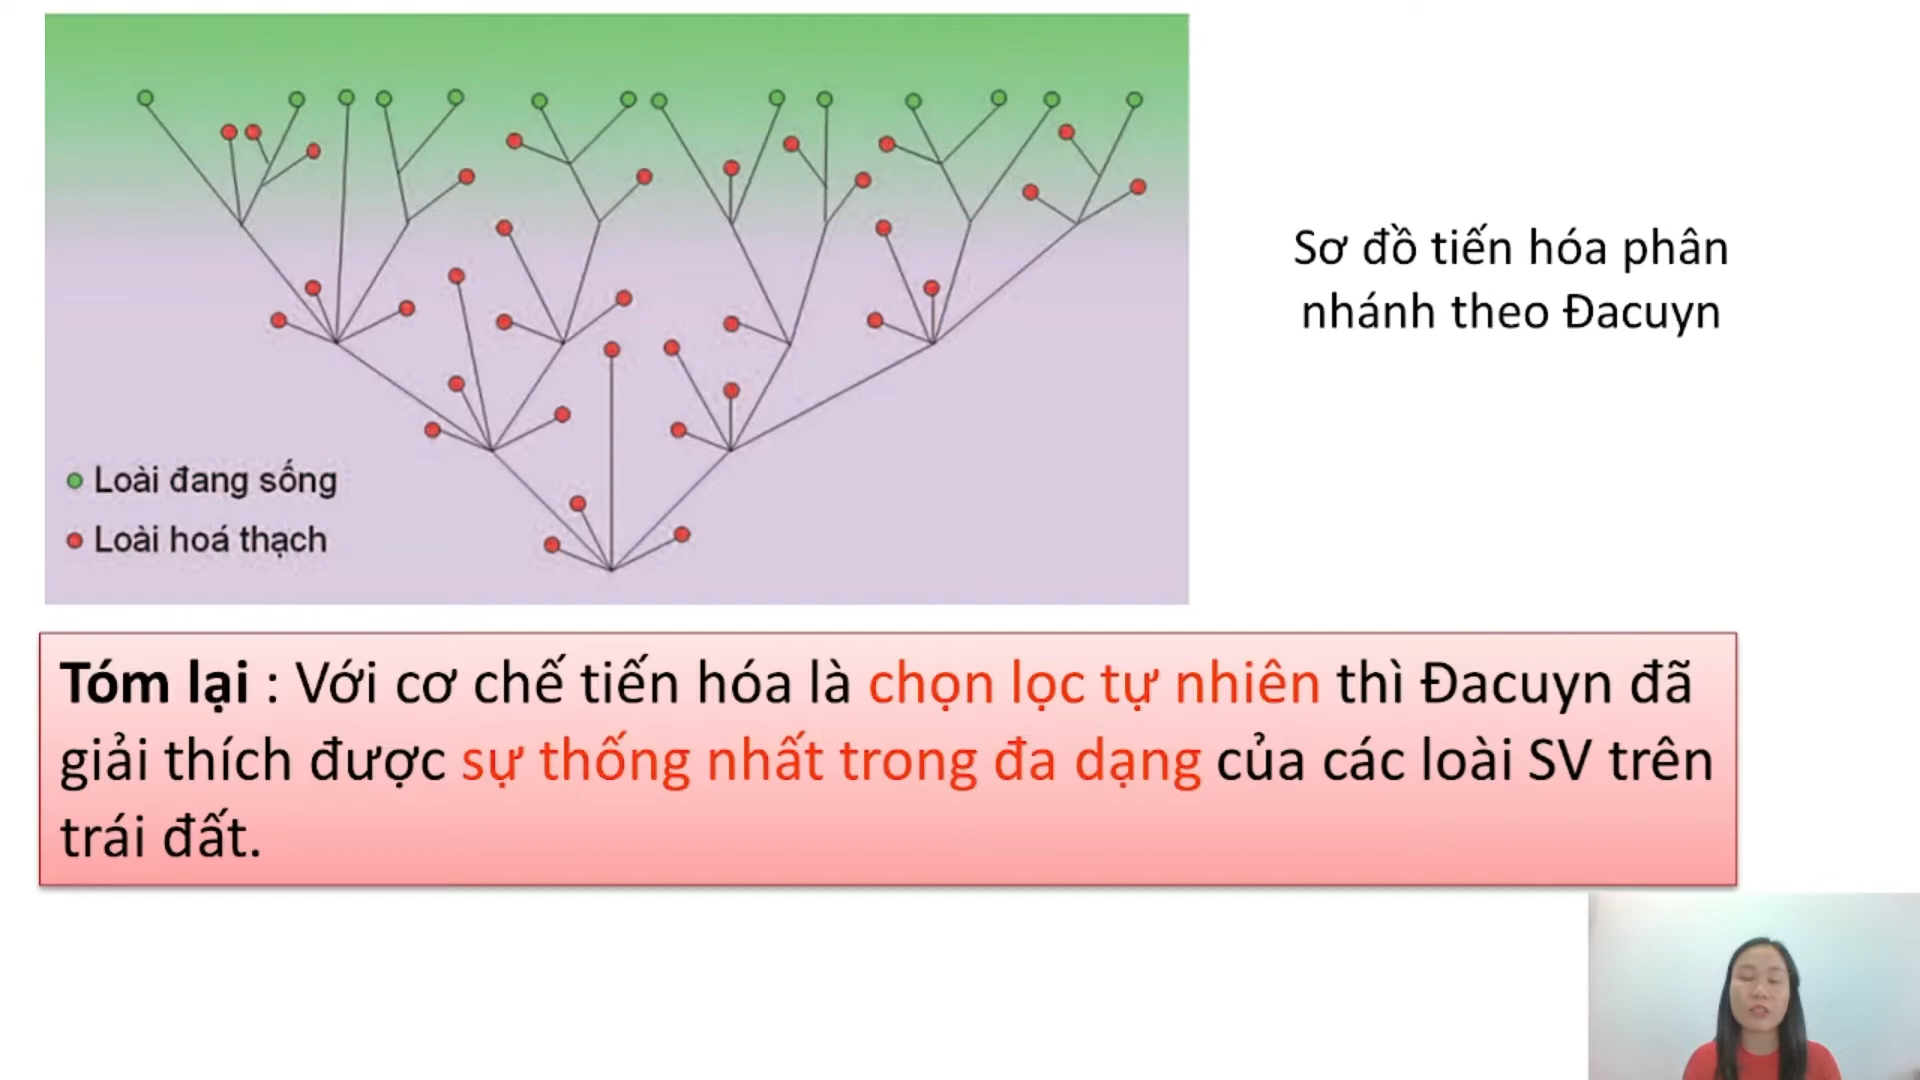 Sơ đồ tiến hóa phân
nhánh theo Đacuyn
Loài đang sống
Loài hoá thạch
Tóm lại : Với cơ chế tiến hóa là chọn lọc tự nhiên thì Đacuyn đã
giải thích được sự thống nhất trong đa dạng của các loài SV trên
trái đất.